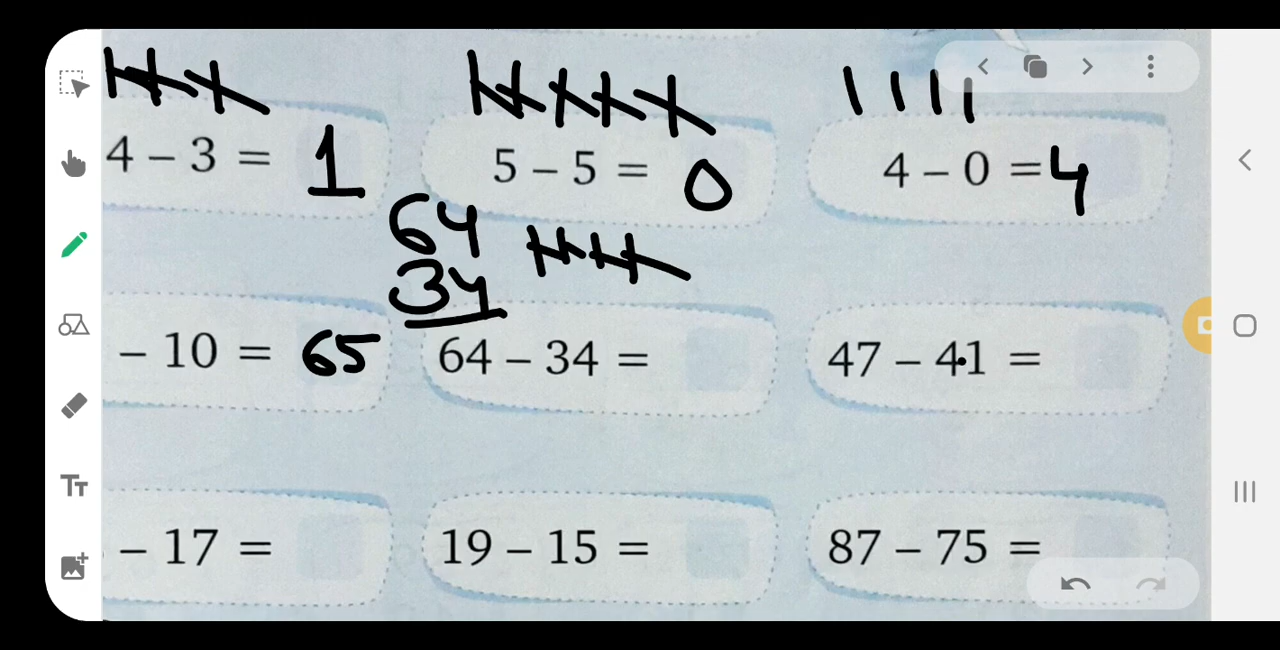 4 – 3 = 1
5 – 5 = 0
4 – 0 = 4
64
34
– 10 = 65
64 – 34 =
47 – 41 =
– 17 =
19 – 15 =
87 – 75 =
Tт